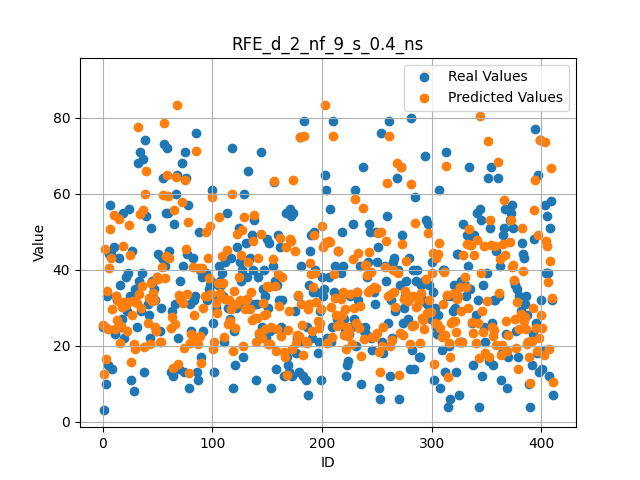 RFE_d_2_nf_9_s_0.4_ns
Real Values
Predicted Values
Value
80
60
40
20
0
0 100 200 300 400
ID